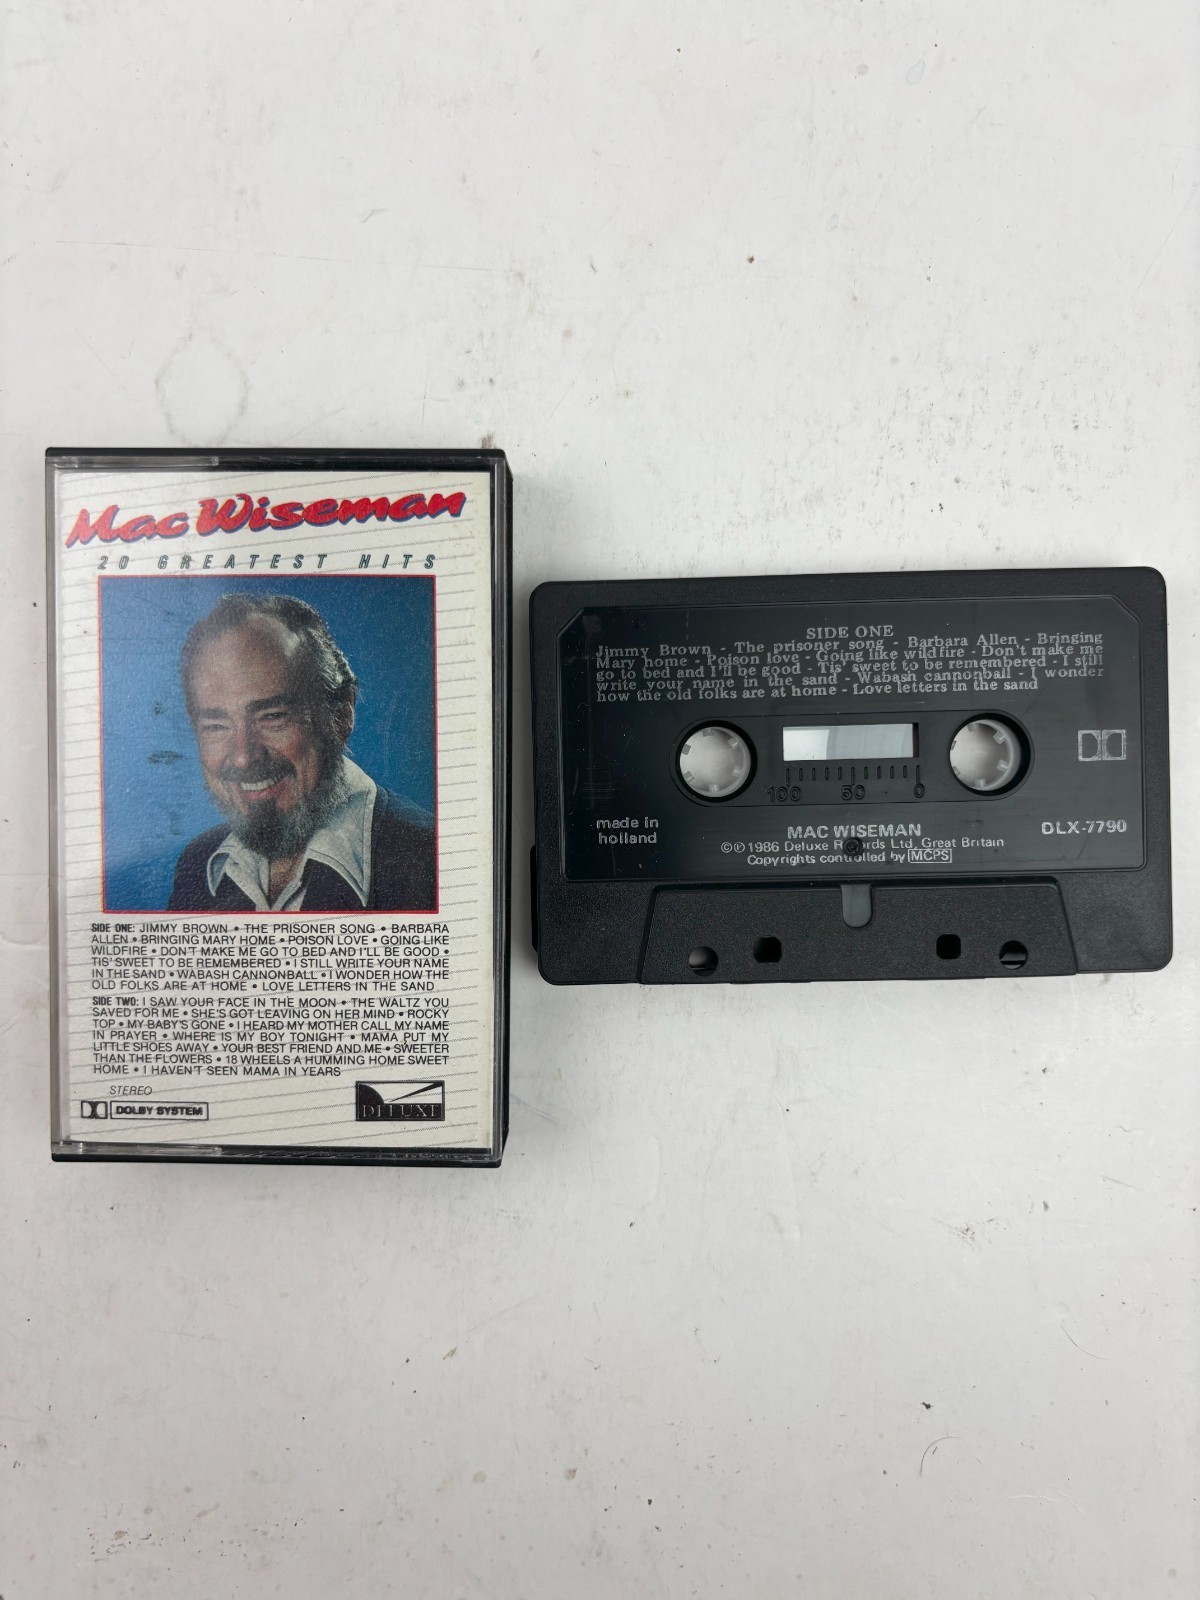 Mac Wiseman
20 GREATEST HITS
SIDE ONE: JIMMY BROWN • THE PRISONER SONG • BARBARA
ALLEN • BRINGING MARY HOME • POISON LOVE • GOING LIKE
WILDFIRE • DON'T MAKE ME GO TO BED AND I'LL BE GOOD •
TIS' SWEET TO BE REMEMBERED • I STILL WRITE YOUR NAME
IN THE SAND • WABASH CANNONBALL • I WONDER HOW THE
OLD FOLKS ARE AT HOME • LOVE LETTERS IN THE SAND
SIDE TWO: I SAW YOUR FACE IN THE MOON • THE WALTZ YOU
SAVED FOR ME • SHE'S GOT LEAVING ON HER MIND • ROCKY
TOP • MY BABY'S GONE • I HEARD MY MOTHER CALL MY NAME
IN PRAYER • WHERE IS MY BOY TONIGHT • MAMA PUT MY
LITTLE SHOES AWAY • YOUR BEST FRIEND AND ME • SWEETER
THAN THE FLOWERS • 18 WHEELS A HUMMING HOME SWEET
HOME • I HAVEN'T SEEN MAMA IN YEARS
STEREO
DOLBY SYSTEM
DELUXE
SIDE ONE
Jimmy Brown - The prisoner song - Barbara Allen - Bringing
Mary home - Poison love - Going like wildfire - Don't make me
go to bed and I'll be good - Tis' sweet to be remembered - I still
write your name in the sand - Wabash cannonball - I wonder
how the old folks are at home - Love letters in the sand
100 50 0
made in
holland
MAC WISEMAN
DLX-7790
©℗1986 Deluxe Records Ltd, Great Britain
Copyrights controlled by MCPS